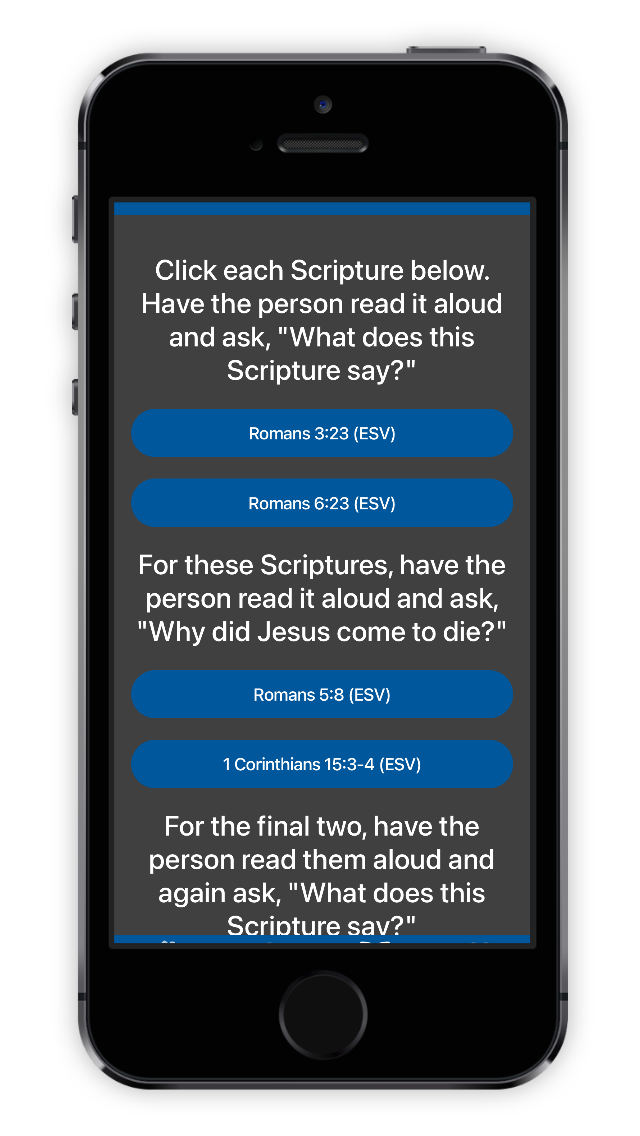 Click each Scripture below.
Have the person read it aloud
and ask, "What does this
Scripture say?"
Romans 3:23 (ESV)
Romans 6:23 (ESV)
For these Scriptures, have the
person read it aloud and ask,
"Why did Jesus come to die?"
Romans 5:8 (ESV)
1 Corinthians 15:3-4 (ESV)
For the final two, have the
person read them aloud and
again ask, "What does this
Scripture say?"